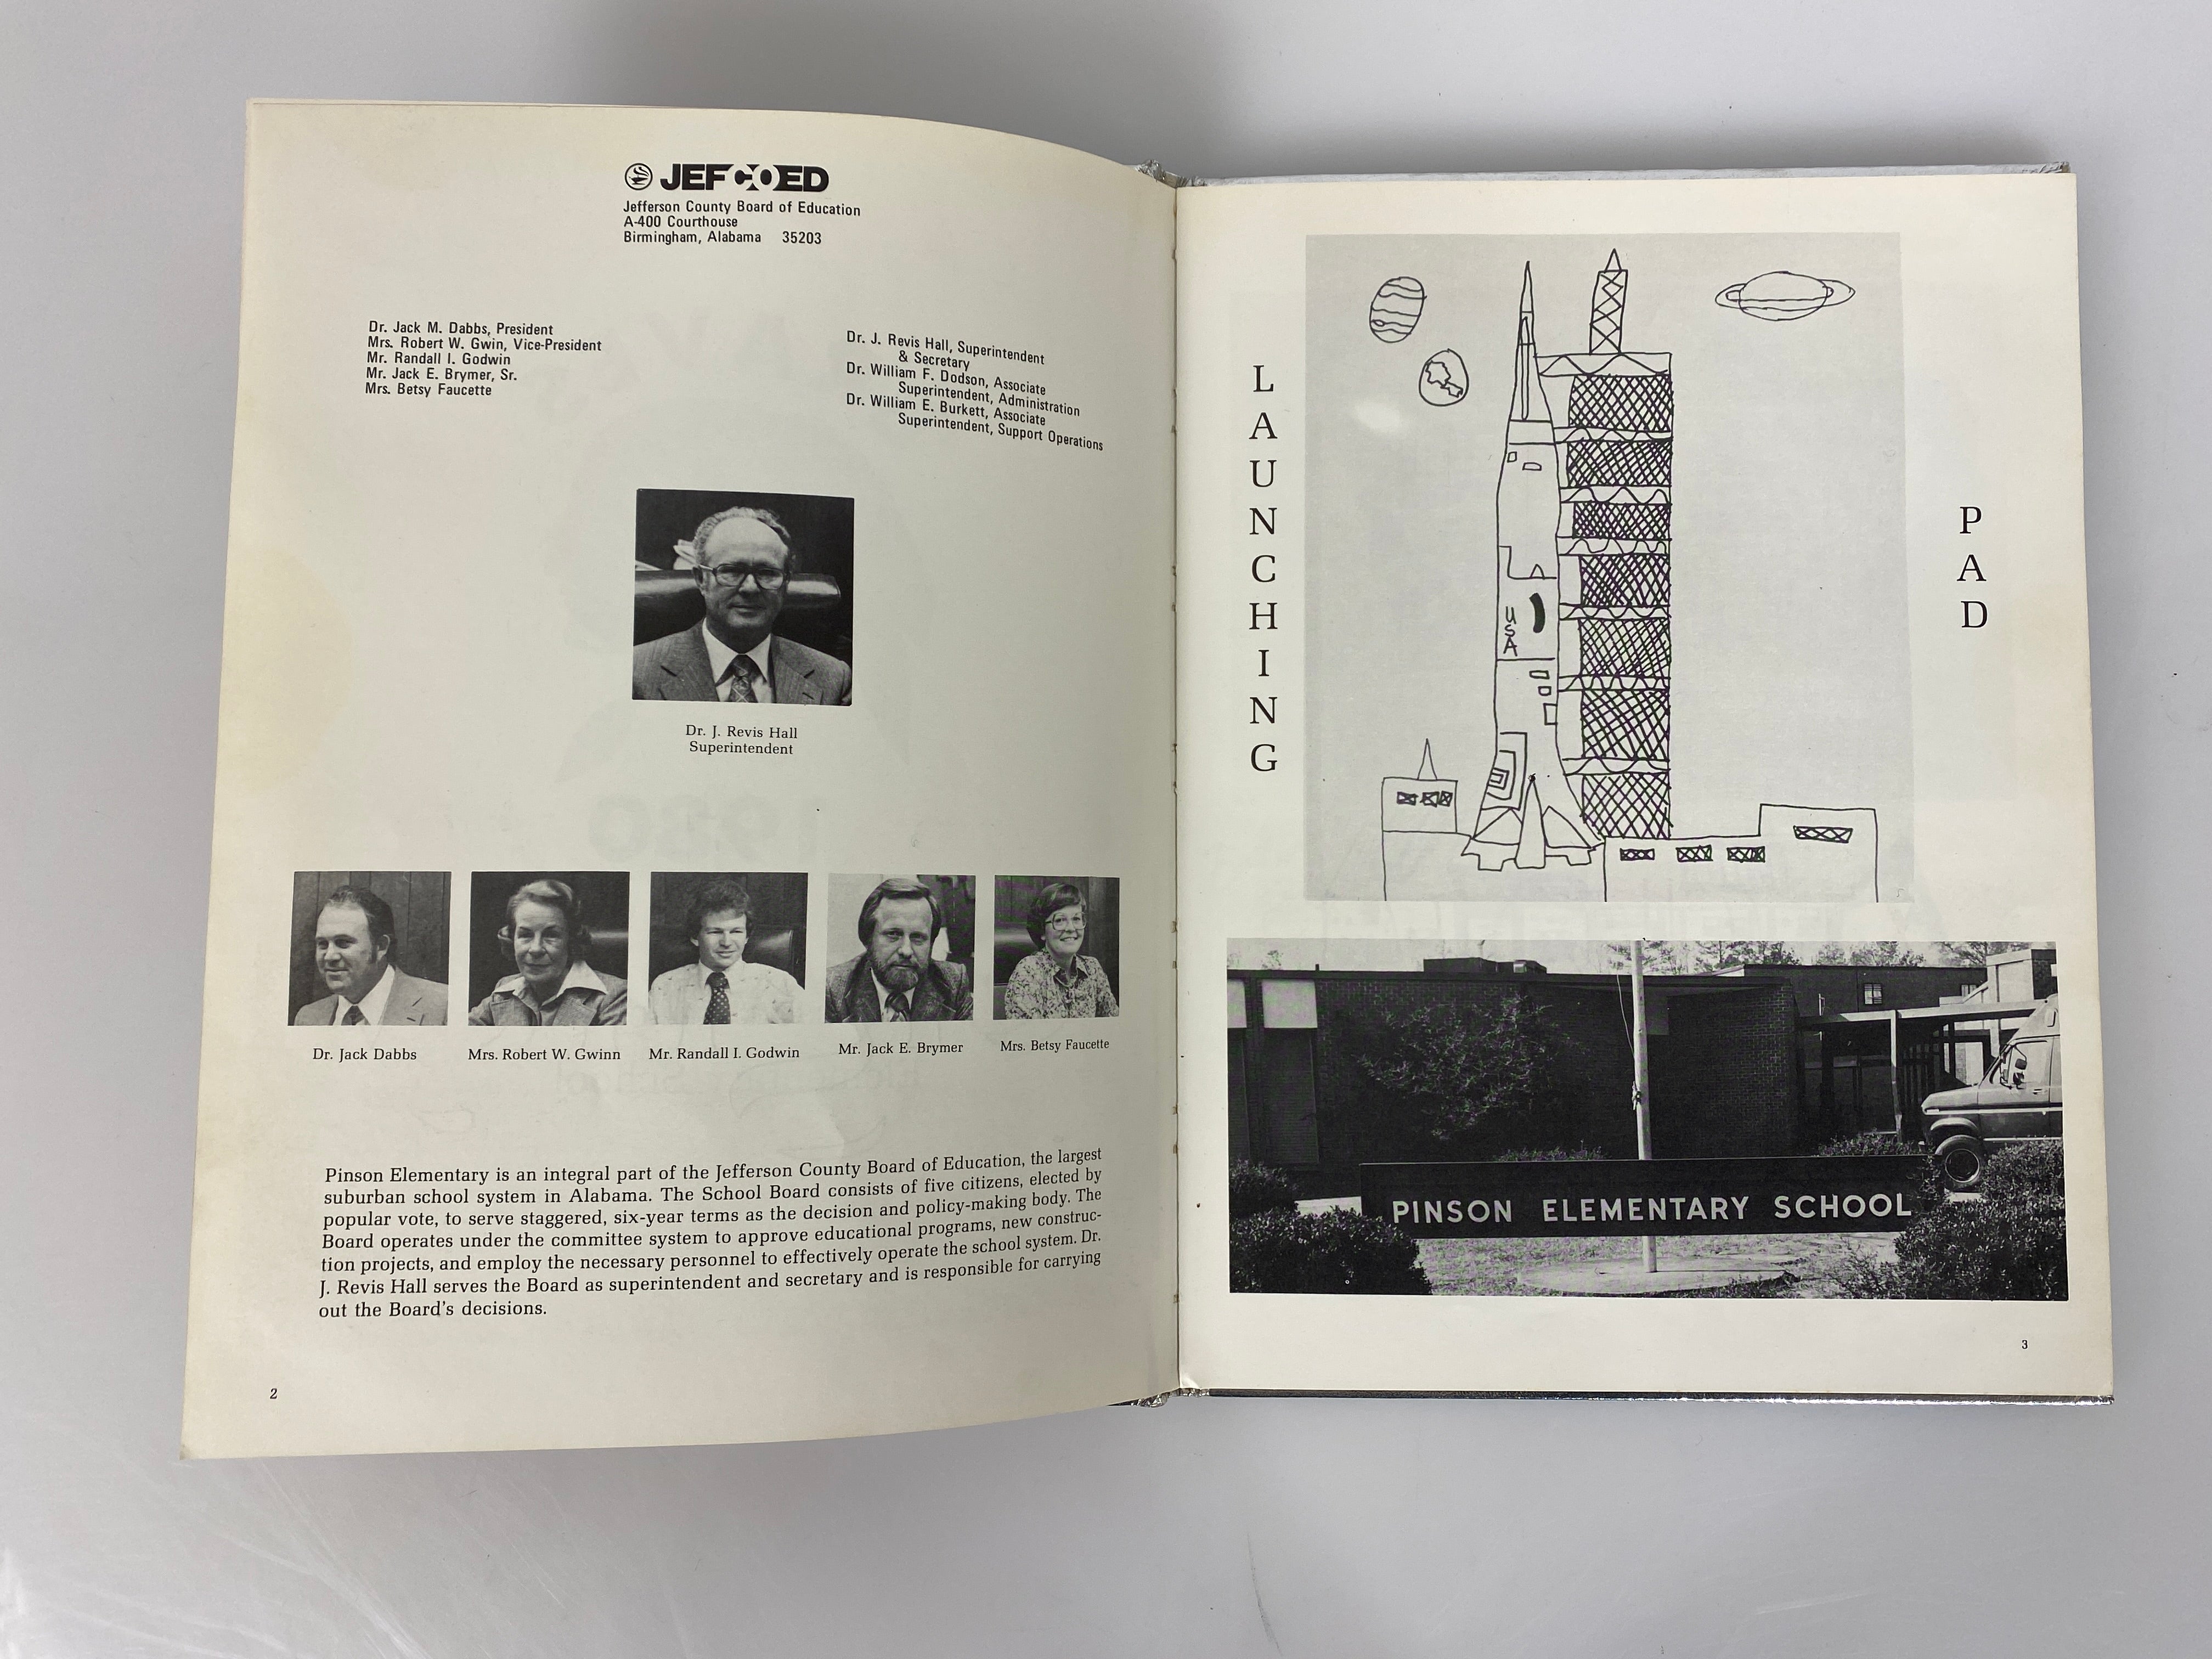 JEFCOED
Jefferson County Board of Education
A-400 Courthouse
Birmingham, Alabama 35203
Dr. Jack M. Dabbs, President
Mrs. Robert W. Gwin, Vice-President
Mr. Randall I. Godwin
Mr. Jack E. Brymer, Sr.
Mrs. Betsy Faucette
Dr. J. Revis Hall, Superintendent
& Secretary
Dr. William F. Dodson, Associate
Superintendent, Administration
Dr. William E. Burkett, Associate
Superintendent, Support Operations
Dr. J. Revis Hall
Superintendent
Dr. Jack Dabbs
Mrs. Robert W. Gwinn
Mr. Randall I. Godwin
Mr. Jack E. Brymer
Mrs. Betsy Faucette
Pinson Elementary is an integral part of the Jefferson County Board of Education, the largest
suburban school system in Alabama. The School Board consists of five citizens, elected by
popular vote, to serve staggered, six-year terms as the decision and policy-making body. The
Board operates under the committee system to approve educational programs, new construc-
tion projects, and employ the necessary personnel to effectively operate the school system. Dr.
J. Revis Hall serves the Board as superintendent and secretary and is responsible for carrying
out the Board's decisions.
2
LAUNCHING
PAD
USA
PINSON ELEMENTARY SCHOOL
3